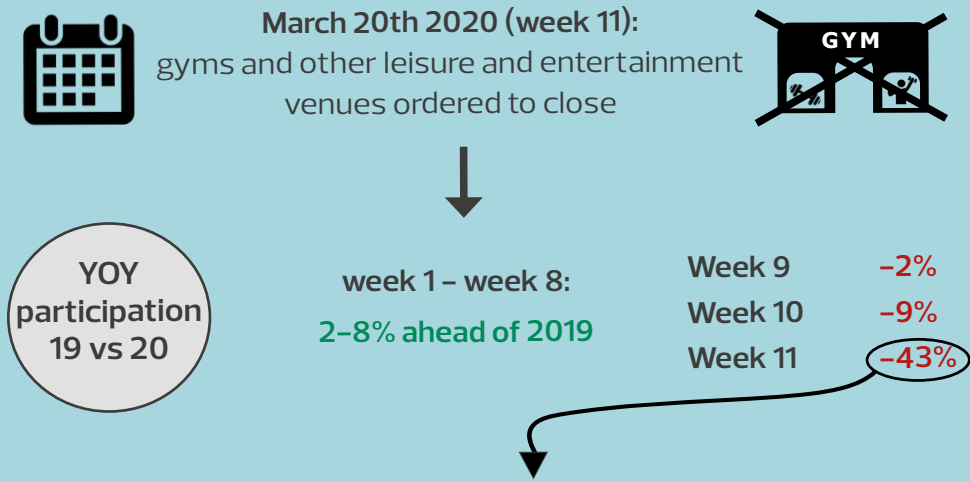 March 20th 2020 (week 11):
gyms and other leisure and entertainment
venues ordered to close
GYM
YOY
participation
19 vs 20
week 1 – week 8:
2–8% ahead of 2019
Week 9 –2%
Week 10 –9%
Week 11 –43%